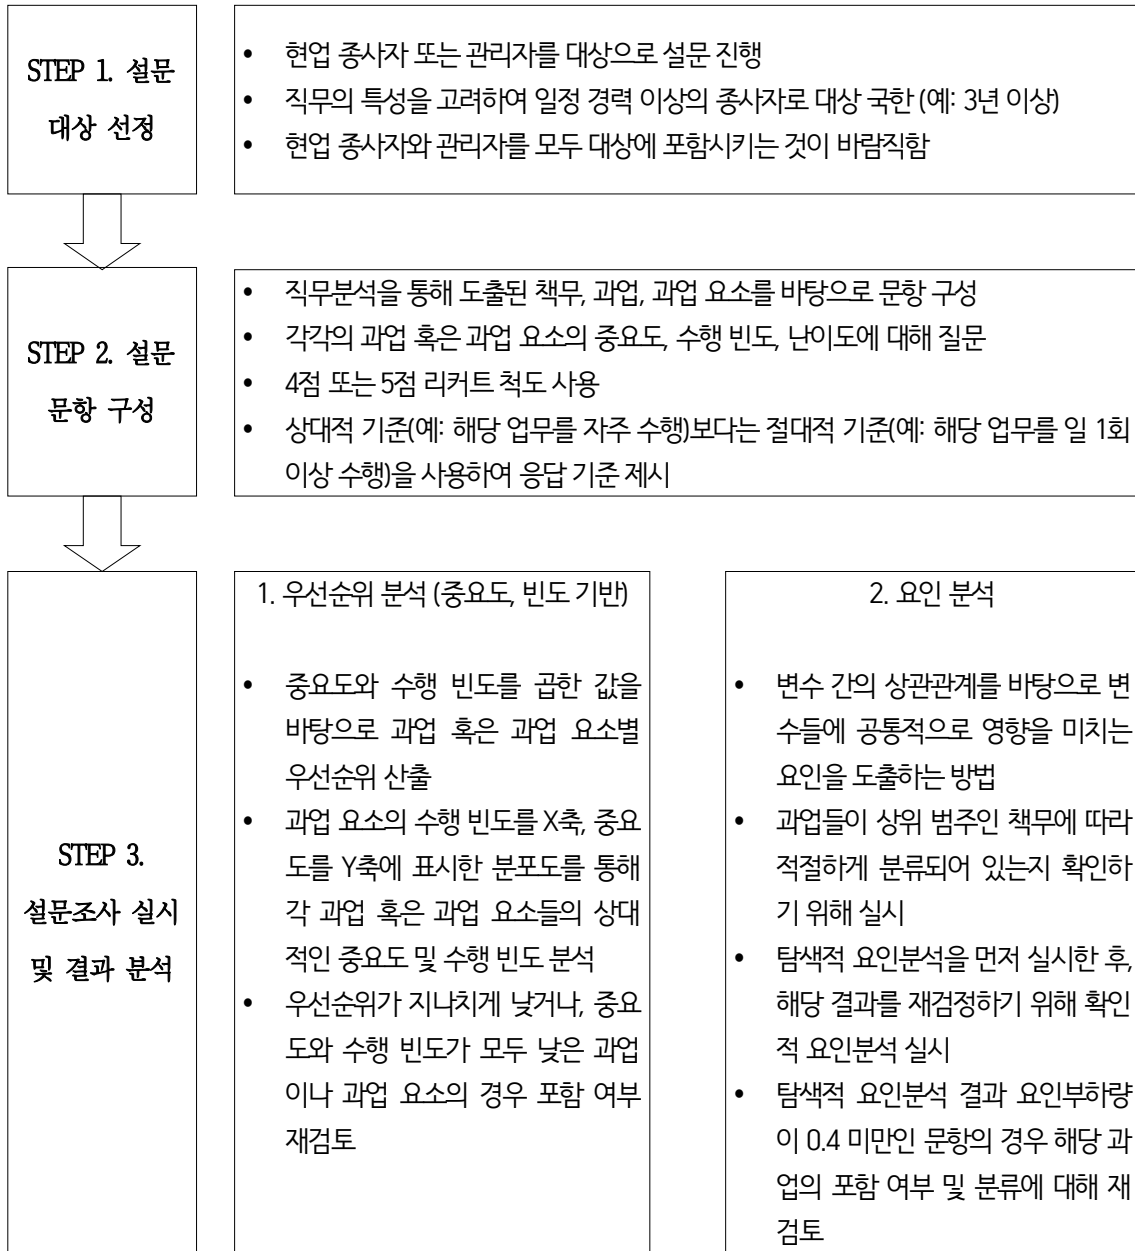 STEP 1. 설문
대상 선정
• 현업 종사자 또는 관리자를 대상으로 설문 진행
• 직무의 특성을 고려하여 일정 경력 이상의 종사자로 대상 국한 (예: 3년 이상)
• 현업 종사자와 관리자를 모두 대상에 포함시키는 것이 바람직함
STEP 2. 설문
문항 구성
• 직무분석을 통해 도출된 책무, 과업, 과업 요소를 바탕으로 문항 구성
• 각각의 과업 혹은 과업 요소의 중요도, 수행 빈도, 난이도에 대해 질문
• 4점 또는 5점 리커트 척도 사용
• 상대적 기준(예: 해당 업무를 자주 수행)보다는 절대적 기준(예: 해당 업무를 일 1회
이상 수행)을 사용하여 응답 기준 제시
STEP 3.
설문조사 실시
및 결과 분석
1. 우선순위 분석 (중요도, 빈도 기반)
• 중요도와 수행 빈도를 곱한 값을
바탕으로 과업 혹은 과업 요소별
우선순위 산출
• 과업 요소의 수행 빈도를 X축, 중요
도를 Y축에 표시한 분포도를 통해
각 과업 혹은 과업 요소들의 상대
적인 중요도 및 수행 빈도 분석
• 우선순위가 지나치게 낮거나, 중요
도와 수행 빈도가 모두 낮은 과업
이나 과업 요소의 경우 포함 여부
재검토
2. 요인 분석
• 변수 간의 상관관계를 바탕으로 변
수들에 공통적으로 영향을 미치는
요인을 도출하는 방법
• 과업들이 상위 범주인 책무에 따라
적절하게 분류되어 있는지 확인하
기 위해 실시
• 탐색적 요인분석을 먼저 실시한 후,
해당 결과를 재검정하기 위해 확인
적 요인분석 실시
• 탐색적 요인분석 결과 요인부하량
이 0.4 미만인 문항의 경우 해당 과
업의 포함 여부 및 분류에 대해 재
검토